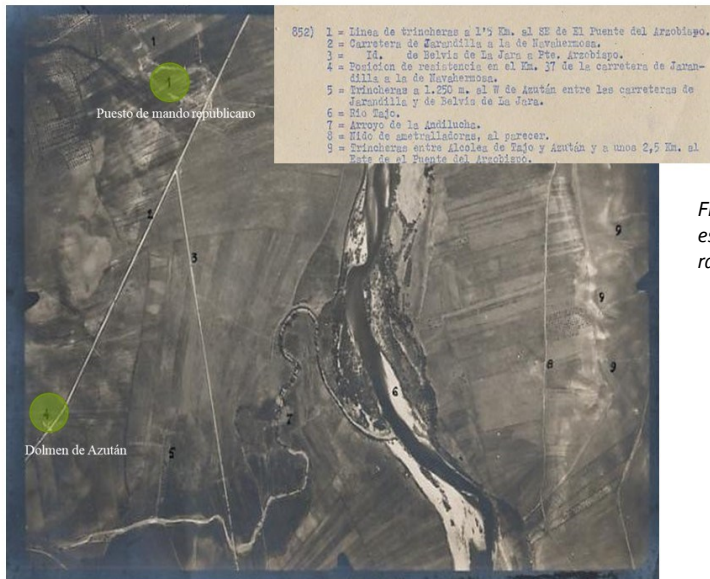 852) 1 = Linea de trincheras a 1'5 Km. al SE de El Puente del Arzobispo.
2 = Carretera de Jarandilla a la de Navahermosa.
3 = Id. de Belvis de La Jara a Pte. Arzobispo.
4 = Posicion de resistencia en el Km. 37 de la carretera de Jaran-
dilla a la de Navahermosa.
5 = Trincheras a 1.250 m. al W de Azután entre las carreteras de
Jarandilla y de Belvis de La Jara.
6 = Rio Tajo.
7 = Arroyo de la Andilucha.
8 = Nido de ametralladoras, al parecer.
9 = Trincheras entre Alcolea de Tajo y Azután y a unos 2,5 Km. al
Este de el Puente del Arzobispo.
1
1
Puesto de mando republicano
2
3
9
9
8
9
6
4
7
Dolmen de Azután
5